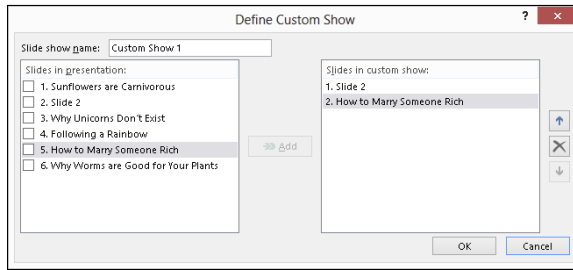 Define Custom Show
?
Slide show name: Custom Show 1
Slides in presentation:
1. Sunflowers are Carnivorous
2. Slide 2
3. Why Unicorns Don't Exist
4. Following a Rainbow
5. How to Marry Someone Rich
6. Why Worms are Good for Your Plants
Add
Slides in custom show:
1. Slide 2
2. How to Marry Someone Rich
OK
Cancel